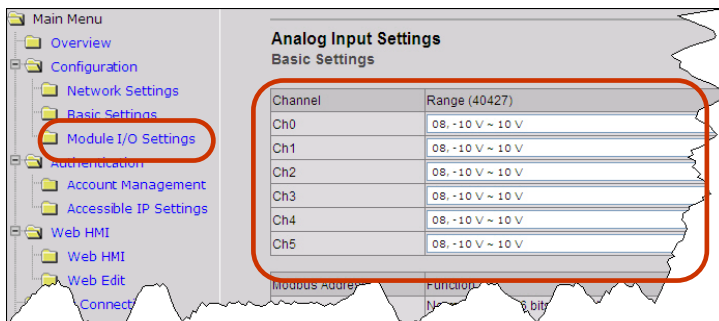 Main Menu
Overview
Configuration
Network Settings
Basic Settings
Module I/O Settings
Authentication
Account Management
Accessible IP Settings
Web HMI
Web HMI
Web Edit
Analog Input Settings
Basic Settings
Channel Range (40427)
Ch0 08, -10 V ~ 10 V
Ch1 08, -10 V ~ 10 V
Ch2 08, -10 V ~ 10 V
Ch3 08, -10 V ~ 10 V
Ch4 08, -10 V ~ 10 V
Ch5 08, -10 V ~ 10 V
Modbus Address Function